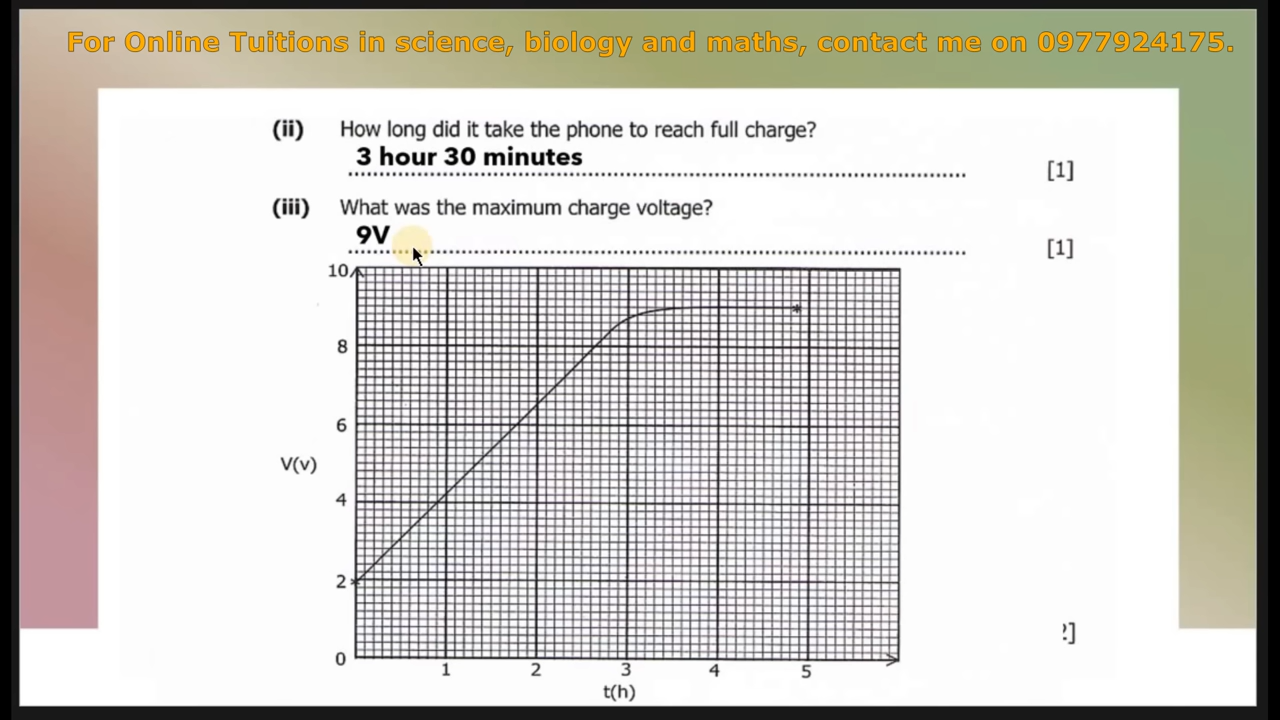 For Online Tuitions in science, biology and maths, contact me on 0977924175.
(ii) How long did it take the phone to reach full charge?
3 hour 30 minutes
[1]
(iii) What was the maximum charge voltage?
9V
[1]
10
8
6
V(v)
4
2
2]
0
1 2 3 4 5
t(h)